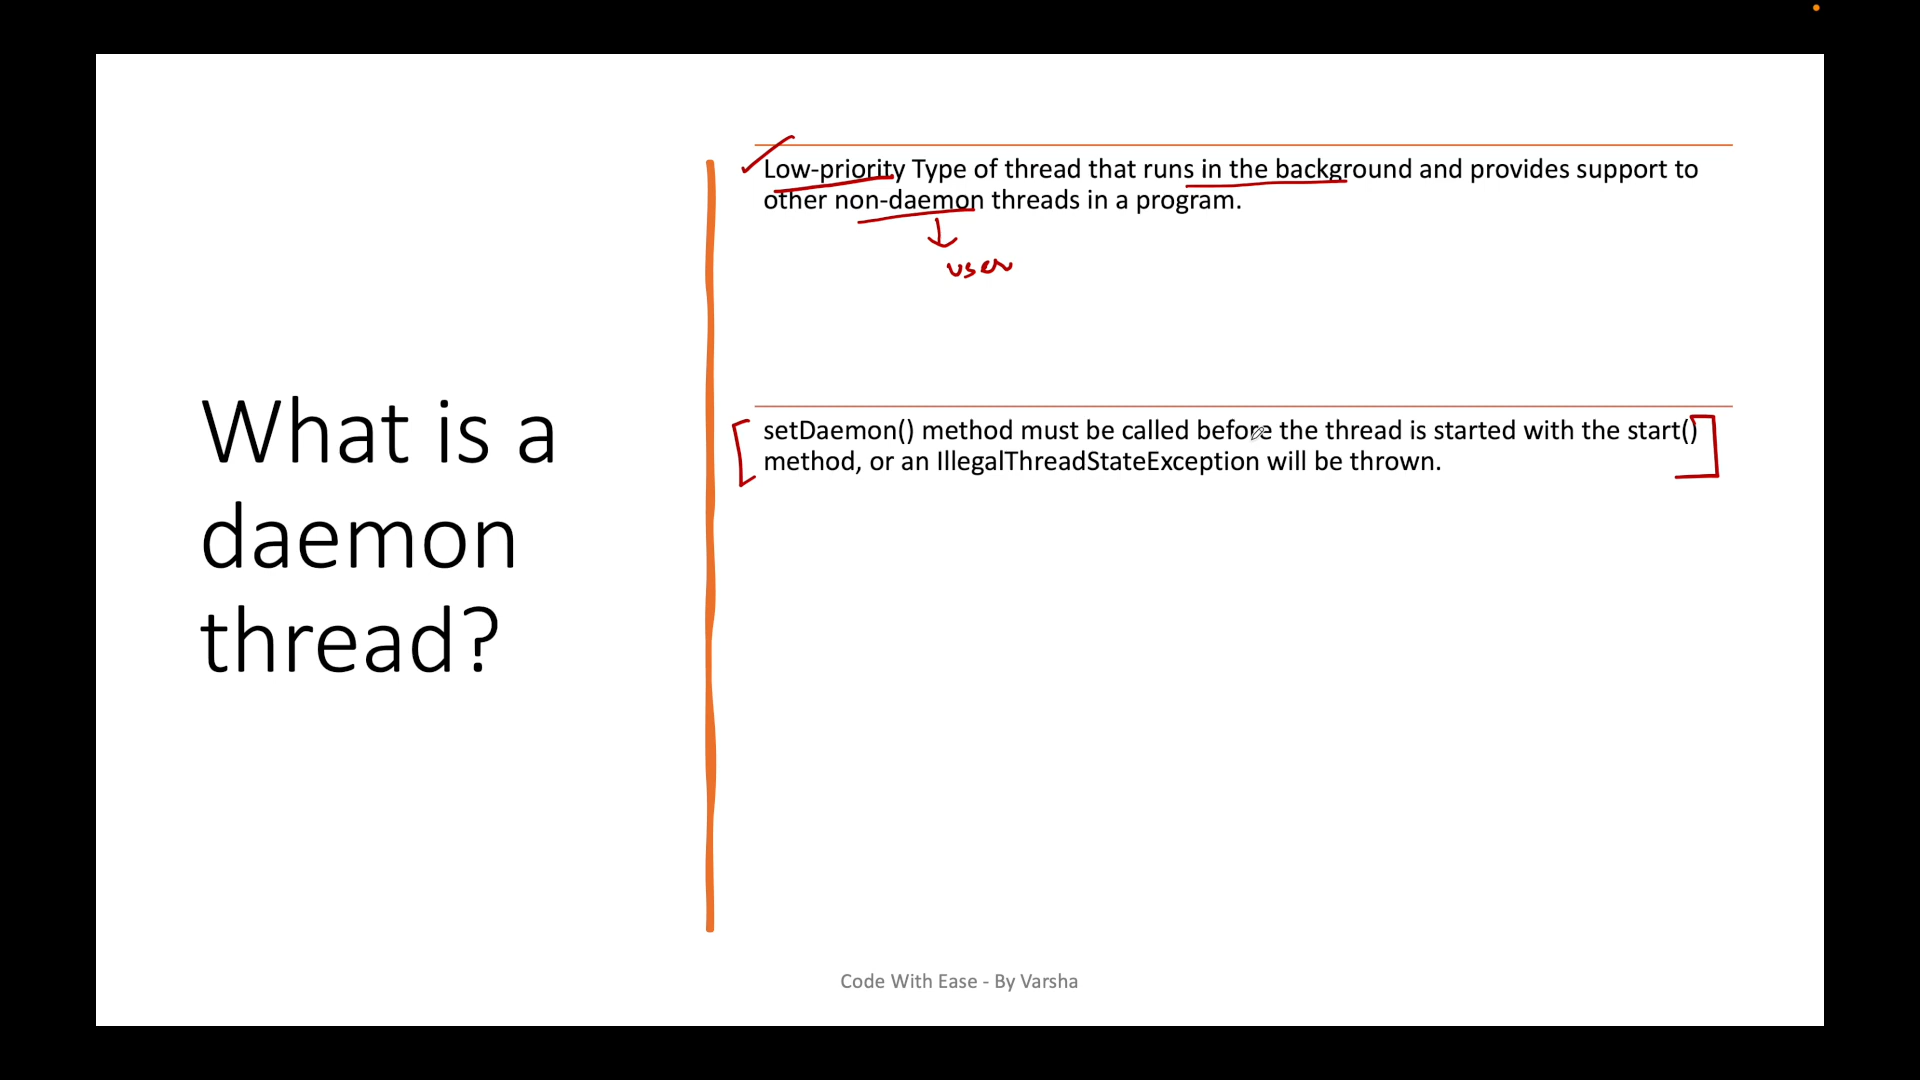 What is a
daemon
thread?
Low-priority Type of thread that runs in the background and provides support to
other non-daemon threads in a program.
user
setDaemon() method must be called before the thread is started with the start()
method, or an IllegalThreadStateException will be thrown.
Code With Ease - By Varsha